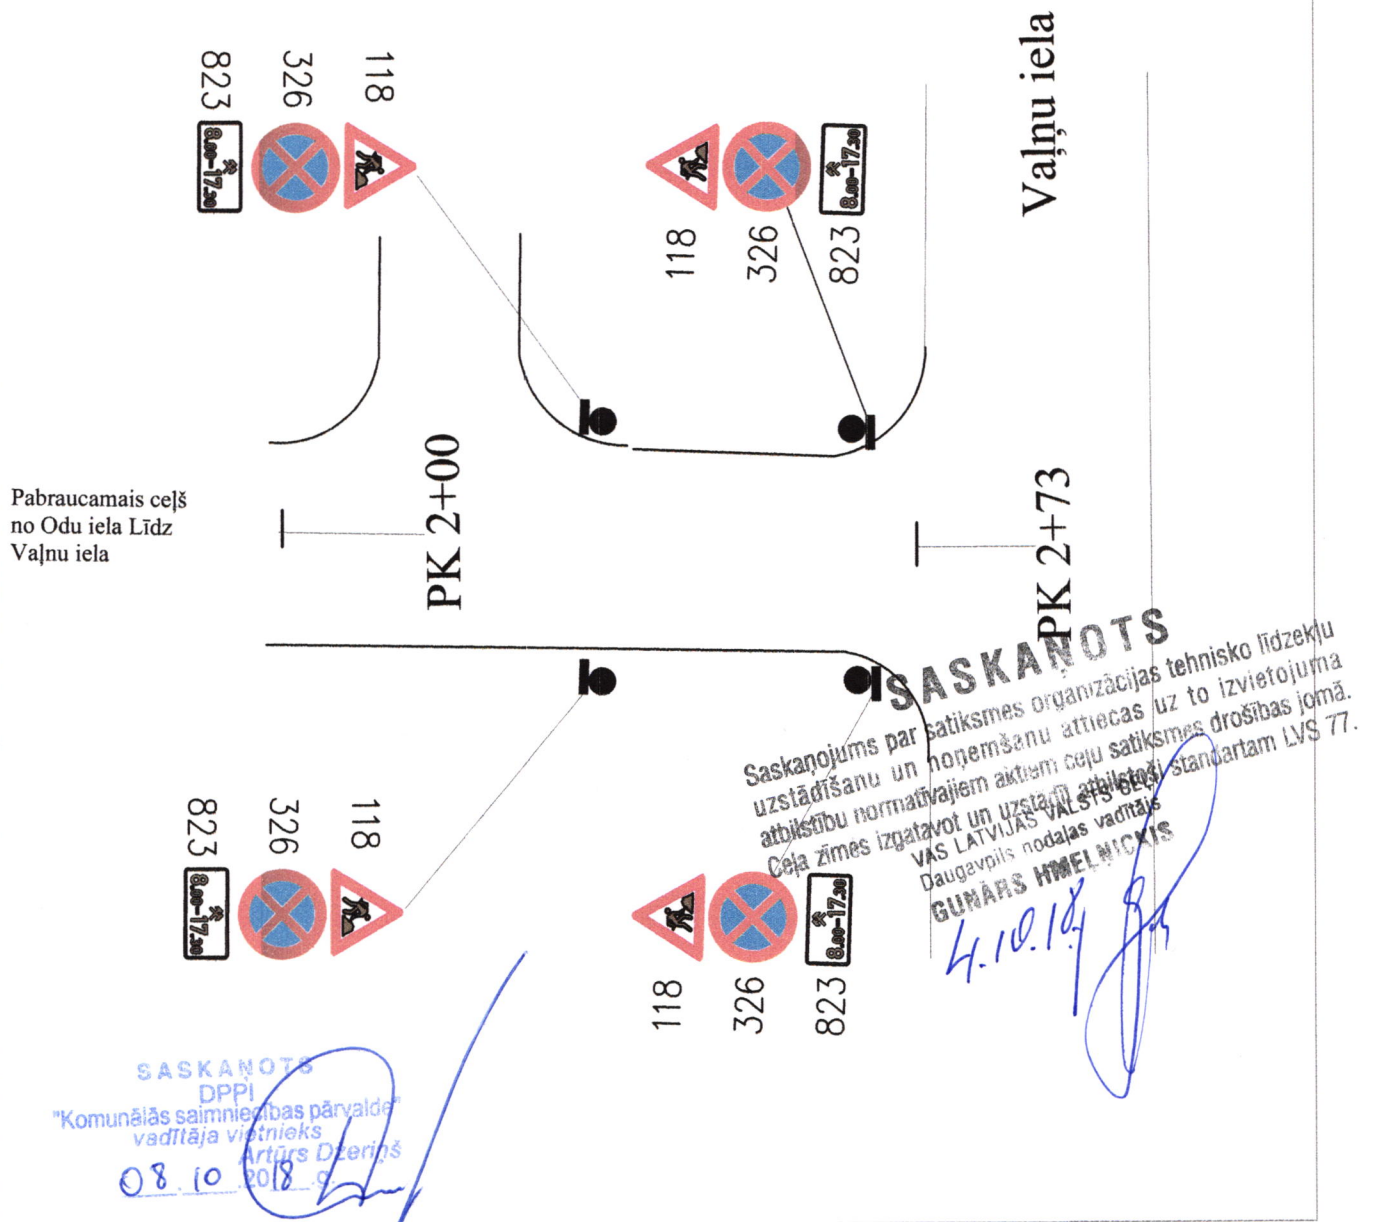 823
326
118
8.00-17.30
118
326
823
8.00-17.30
Vaļņu iela
Pabraucamais ceļš
no Odu iela Līdz
Vaļnu iela
PK 2+00
PK 2+73
823
326
118
8.00-17.30
118
326
823
8.00-17.30
SASKAŅOTS
Saskaņojums par satiksmes organizācijas tehnisko līdzekļu
uzstādīšanu un noņemšanu attiecas uz to izvietojuma
atbilstību normatīvajiem aktiem ceļu satiksmes drošības jomā.
Ceļa zīmes izgatavot un uzstādīt atbilstoši standartam LVS 77.
VAS LATVIJAS VALSTS CEĻI
Daugavpils nodaļas vadītājs
GUNĀRS HMEĻNICKIS
4.10.18.
SASKAŅOTS
DPPI
"Komunālās saimniecības pārvalde"
vadītāja vietnieks
Artūrs Dzeriņš
08.10 2018.g.